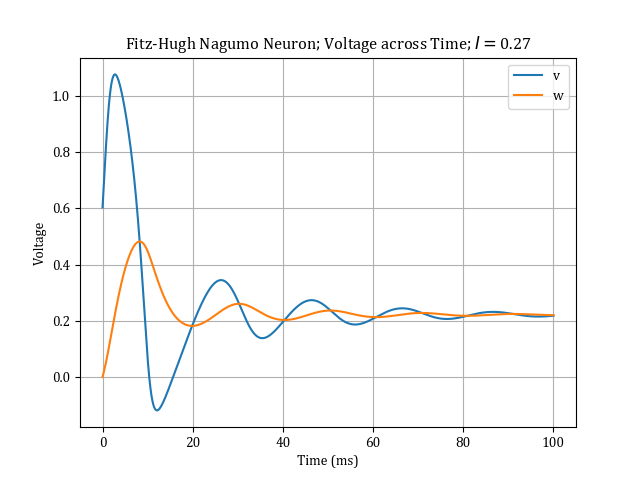 Fitz-Hugh Nagumo Neuron; Voltage across Time; I = 0.27
v
w
1.0
0.8
0.6
0.4
0.2
0.0
Voltage
0 20 40 60 80 100
Time (ms)